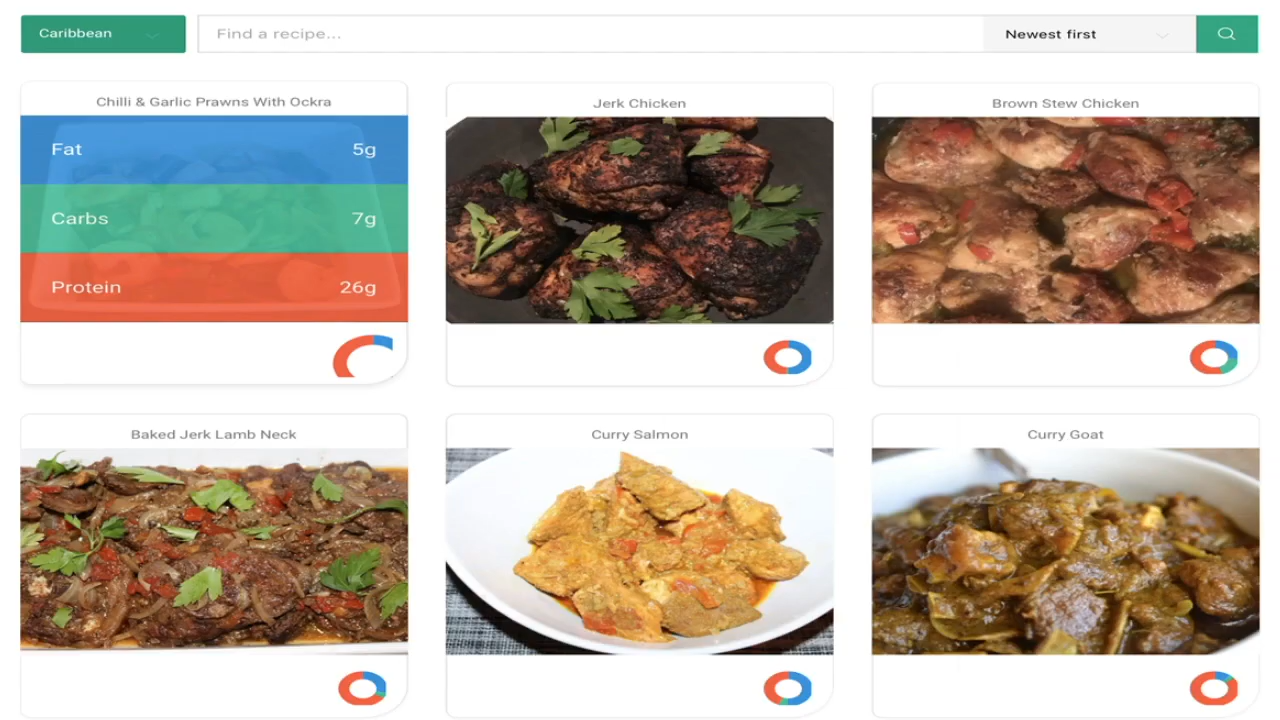 Caribbean
Find a recipe...
Newest first
Chilli & Garlic Prawns With Ockra
Fat 5g
Carbs 7g
Protein 26g
Jerk Chicken
Brown Stew Chicken
Baked Jerk Lamb Neck
Curry Salmon
Curry Goat